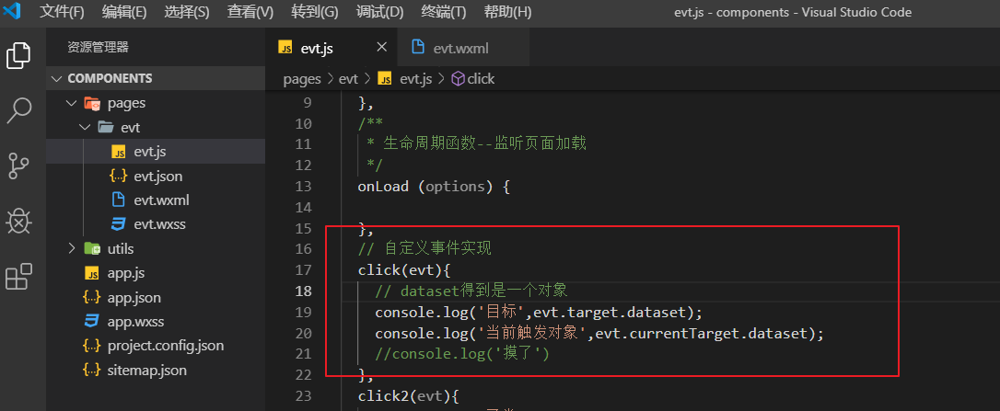 文件(F) 编辑(E) 选择(S) 查看(V) 转到(G) 调试(D) 终端(T) 帮助(H) evt.js - components - Visual Studio Code
资源管理器
COMPONENTS
pages
evt
JS evt.js
{..} evt.json
evt.wxml
evt.wxss
utils
JS app.js
{..} app.json
app.wxss
{..} project.config.json
{..} sitemap.json
JS evt.js evt.wxml
pages > evt > JS evt.js > click
9 },
10 /**
11 * 生命周期函数--监听页面加载
12 */
13 onLoad (options) {
14
15 },
16 // 自定义事件实现
17 click(evt){
18 // dataset得到是一个对象
19 console.log('目标',evt.target.dataset);
20 console.log('当前触发对象',evt.currentTarget.dataset);
21 //console.log('摸了')
22 },
23 click2(evt){